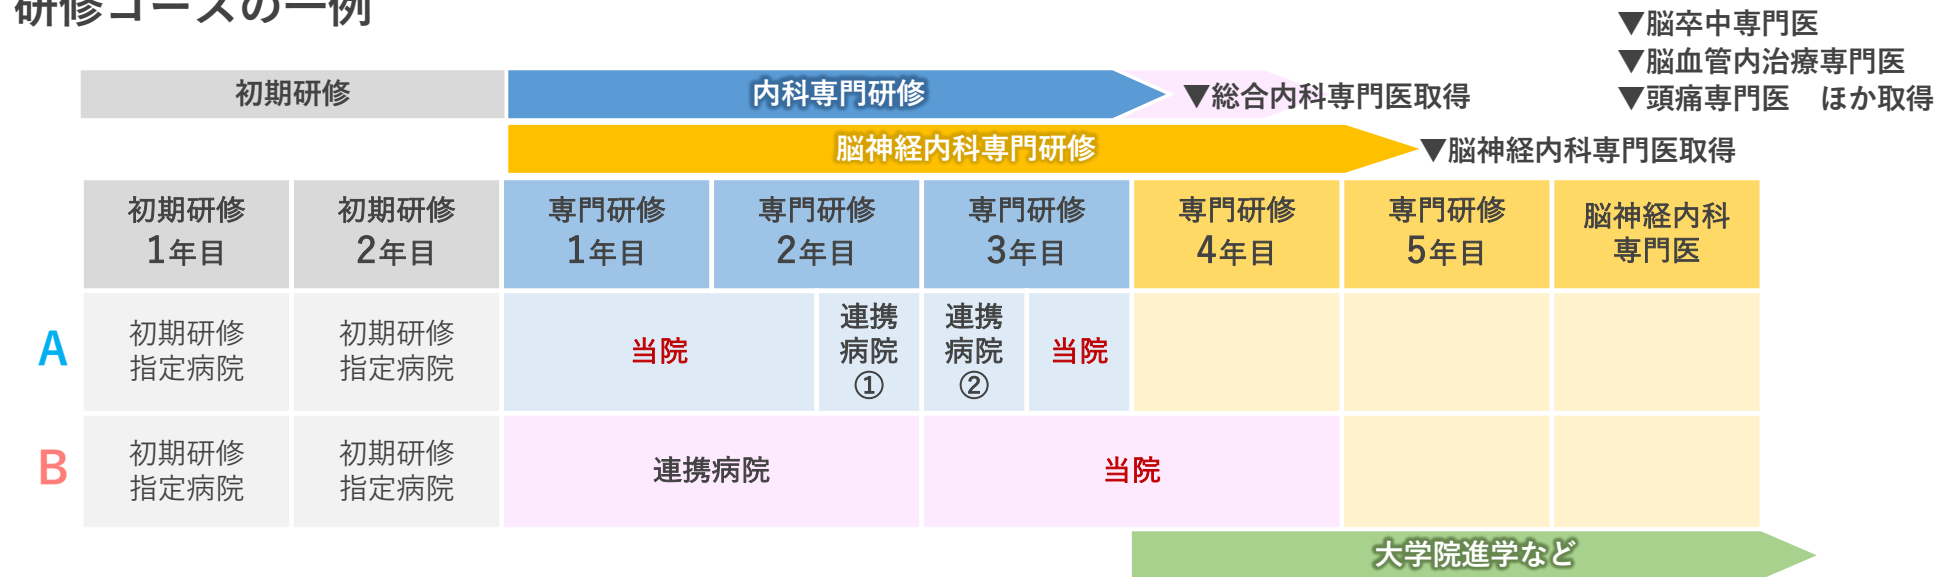 研修コースの一例
▼脳卒中専門医
▼脳血管内治療専門医
▼頭痛専門医　ほか取得
初期研修
内科専門研修
▼総合内科専門医取得
脳神経内科専門研修
▼脳神経内科専門医取得
初期研修
1年目
初期研修
2年目
専門研修
1年目
専門研修
2年目
専門研修
3年目
専門研修
4年目
専門研修
5年目
脳神経内科
専門医
A
初期研修
指定病院
初期研修
指定病院
当院
連携
病院
①
連携
病院
②
当院
B
初期研修
指定病院
初期研修
指定病院
連携病院
当院
大学院進学など